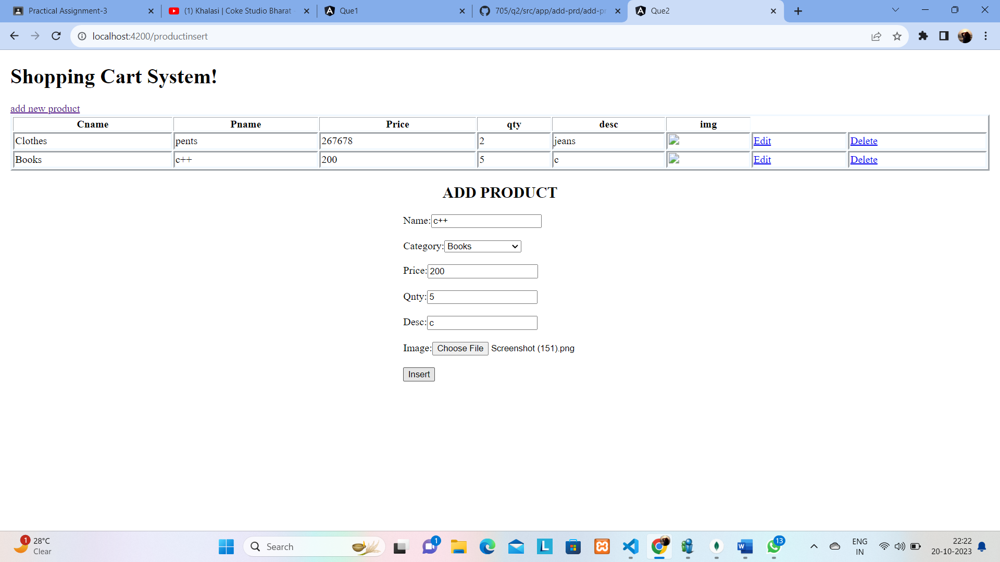 Practical Assignment-3
(1) Khalasi | Coke Studio Bharat -
Que1
705/q2/src/app/add-prd/add-pr
Que2
localhost:4200/productinsert
Shopping Cart System!
add new product
Cname Pname Price qty desc img
Clothes pents 267678 2 jeans Edit Delete
Books c++ 200 5 c Edit Delete
ADD PRODUCT
Name: c++
Category: Books
Price: 200
Qnty: 5
Desc: c
Image: Choose File Screenshot (151).png
Insert
1
28°C
Clear
Search
1
L
W
13
ENG
IN
22:22
20-10-2023